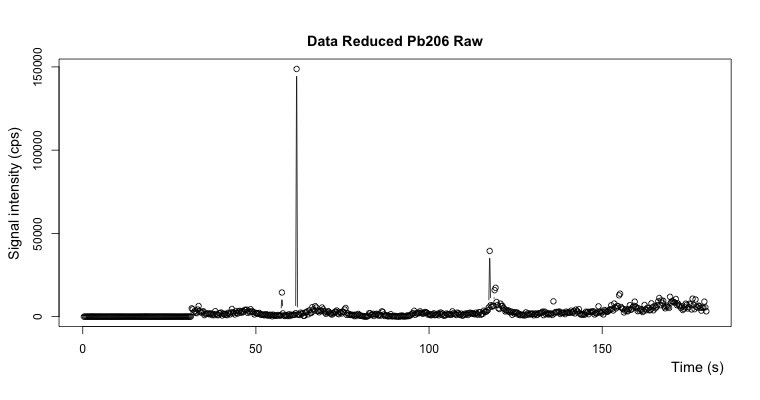 Data Reduced Pb206 Raw
Signal intensity (cps)
150000
100000
50000
0
0 50 100 150
Time (s)